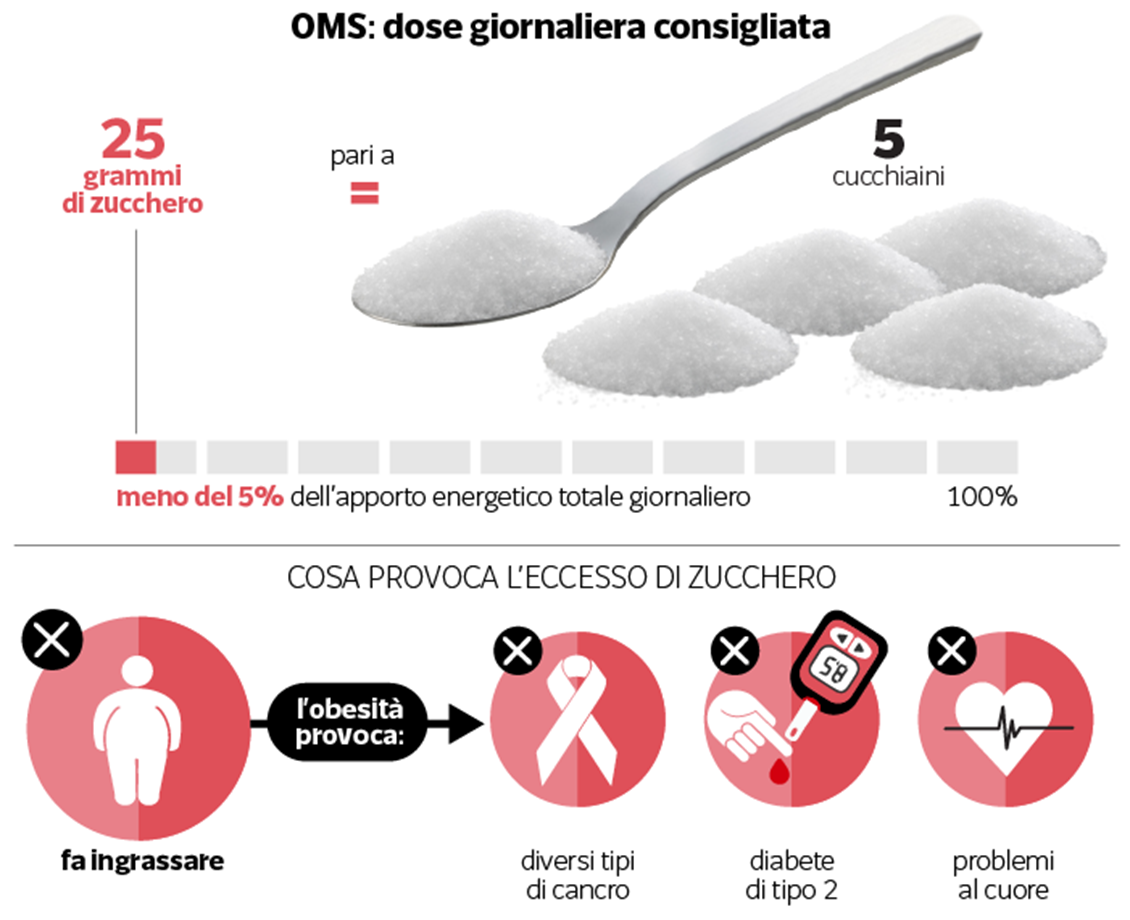 OMS: dose giornaliera consigliata
25
grammi
di zucchero
pari a
=
5
cucchiaini
meno del 5% dell'apporto energetico totale giornaliero
100%
COSA PROVOCA L'ECCESSO DI ZUCCHERO
fa ingrassare
l'obesità
provoca:
diversi tipi
di cancro
5'8
diabete
di tipo 2
problemi
al cuore